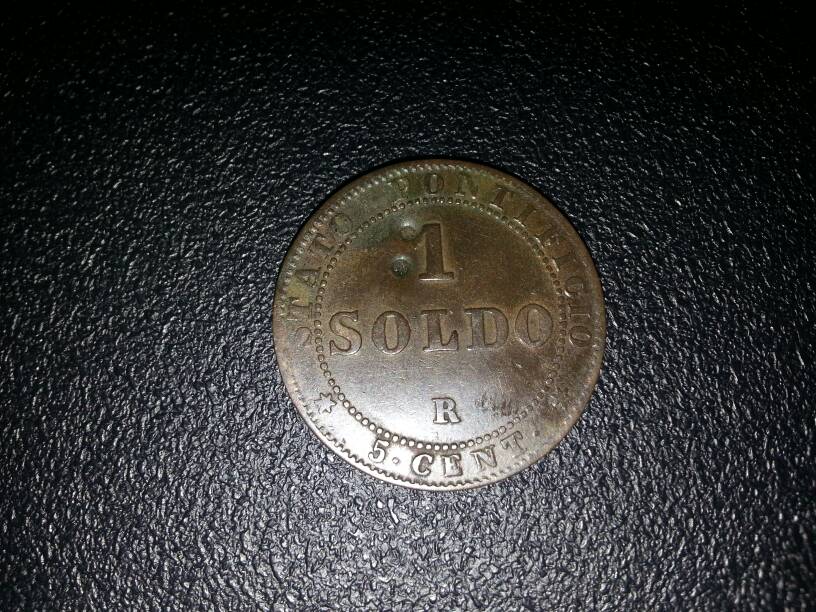 STATO PONTIFICIO
1
SOLDO
R
5. CENT.